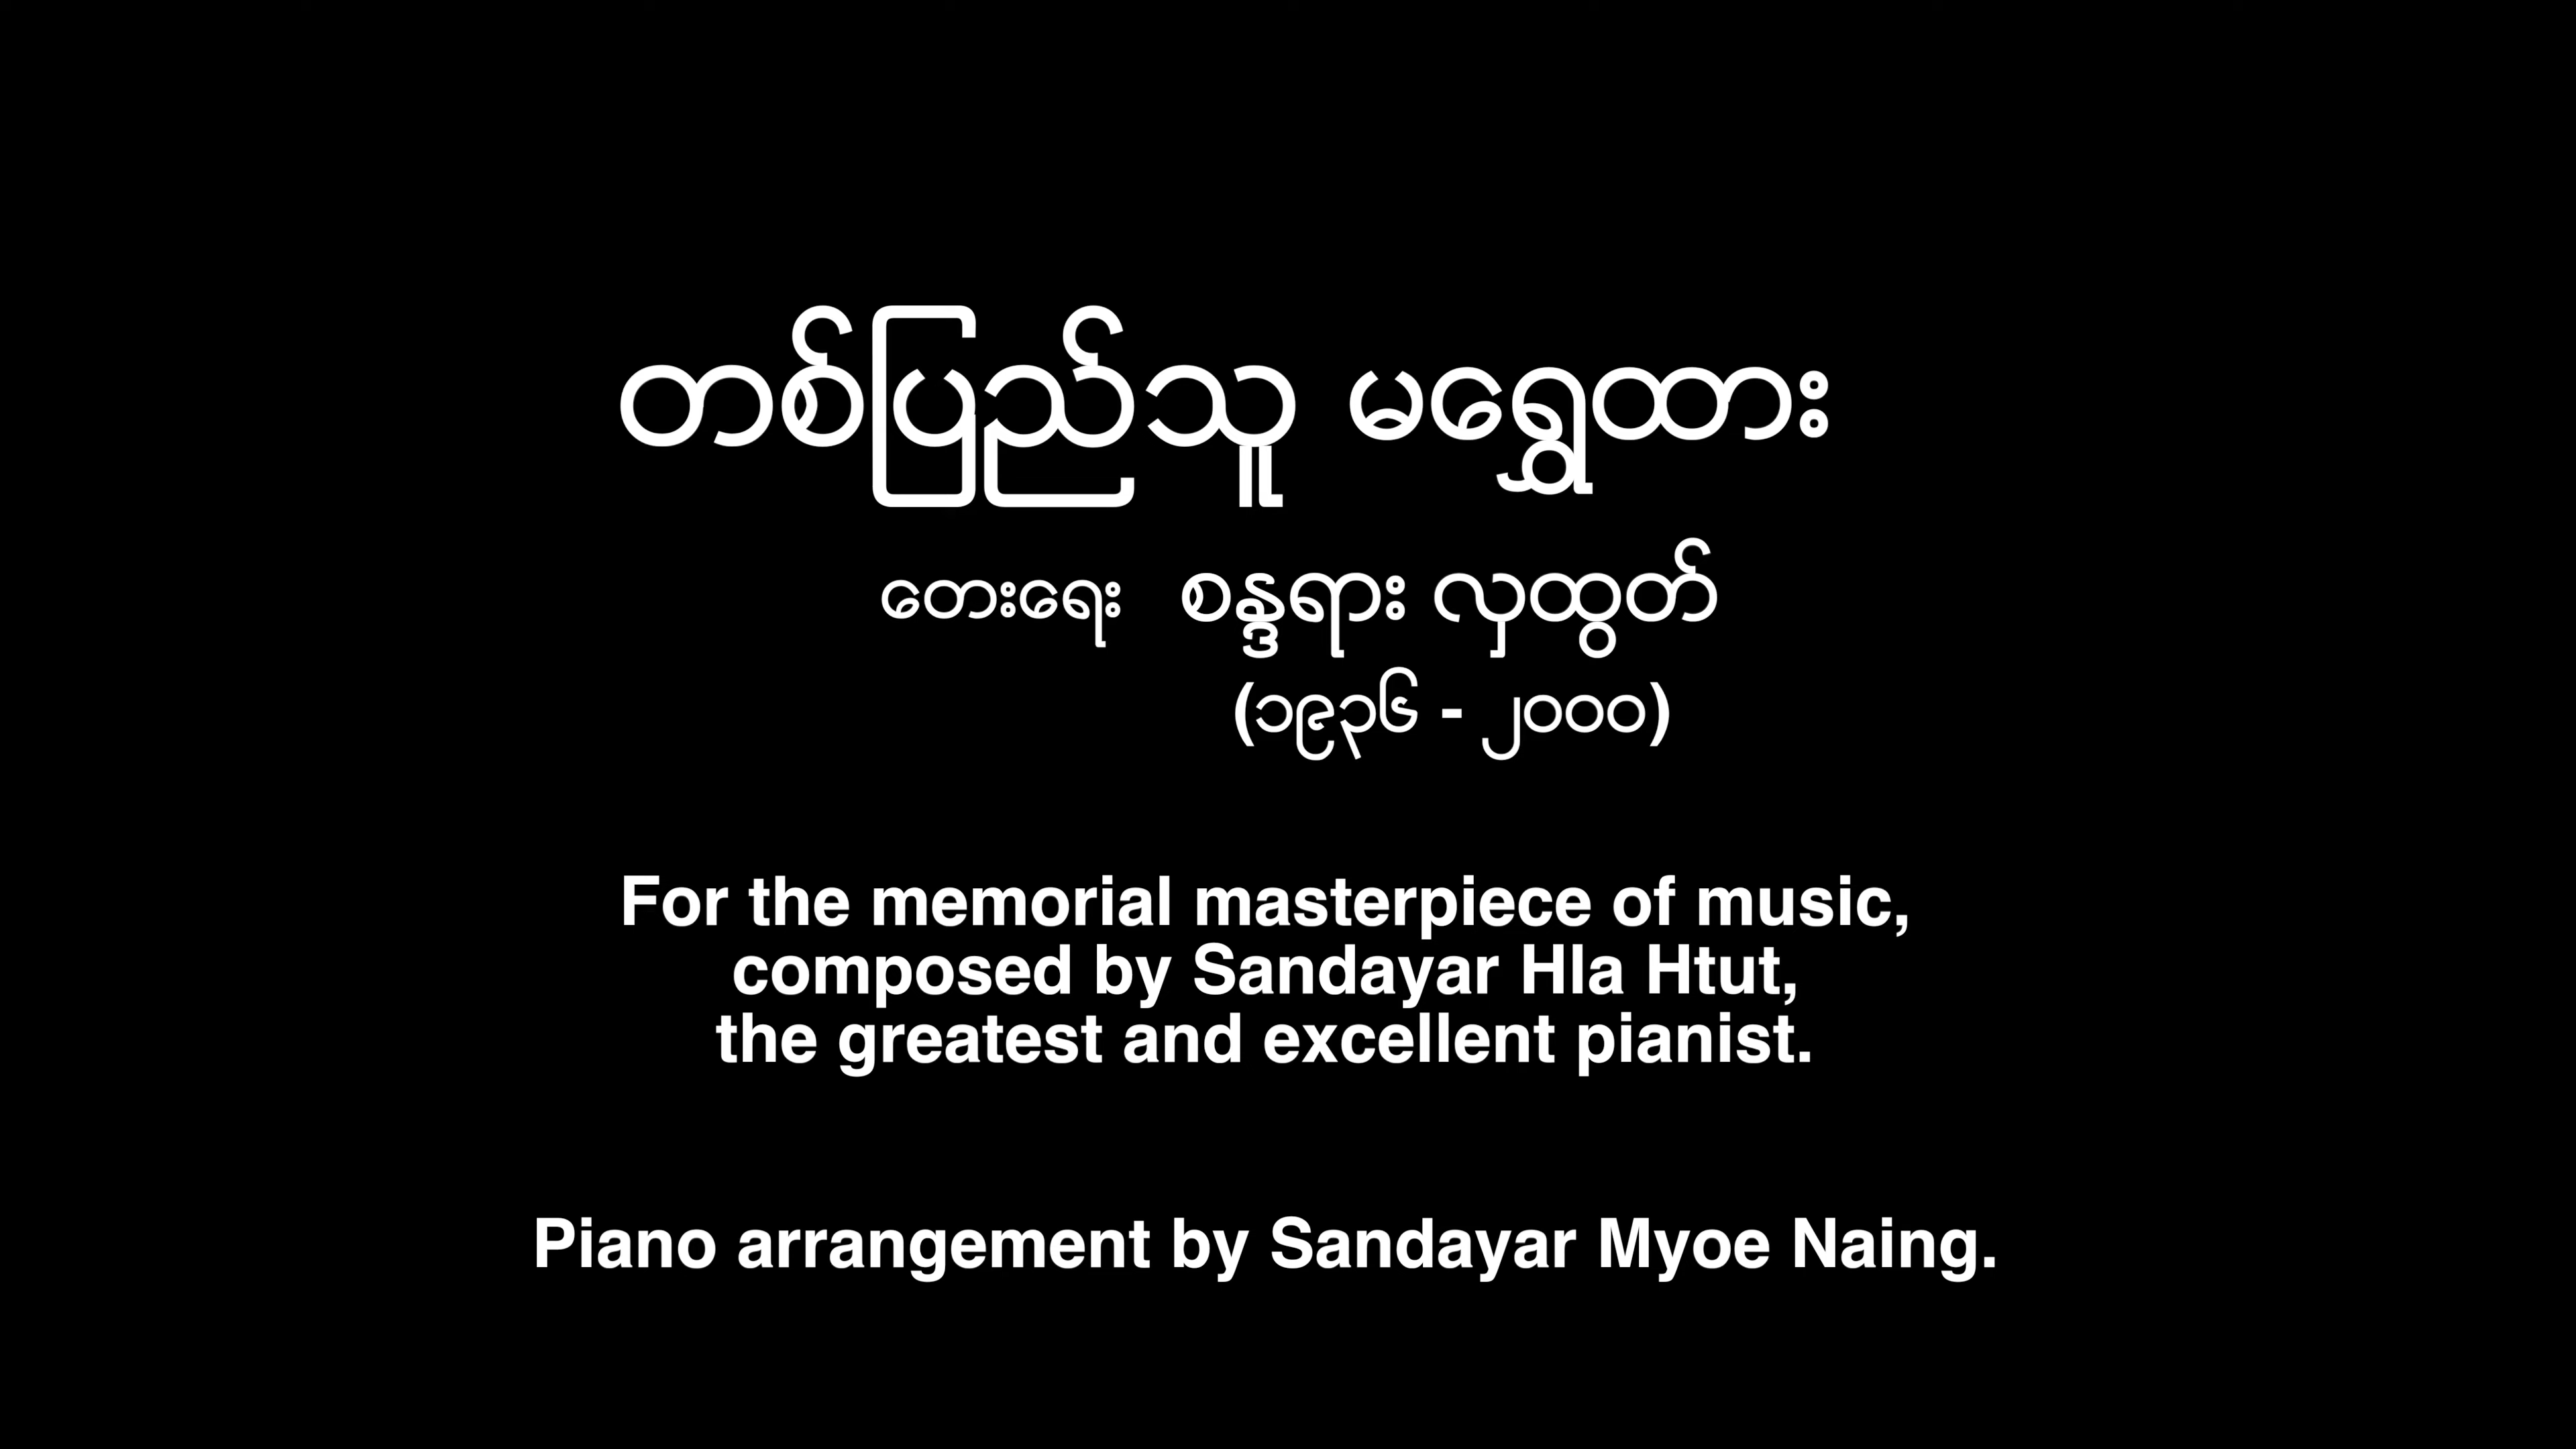 တစ်ပြည်သူ မရွှေထား
တေးရေး စန္ဒရား လှထွတ်
(၁၉၃၆ - ၂၀၀၀)
For the memorial masterpiece of music,
composed by Sandayar Hla Htut,
the greatest and excellent pianist.
Piano arrangement by Sandayar Myoe Naing.